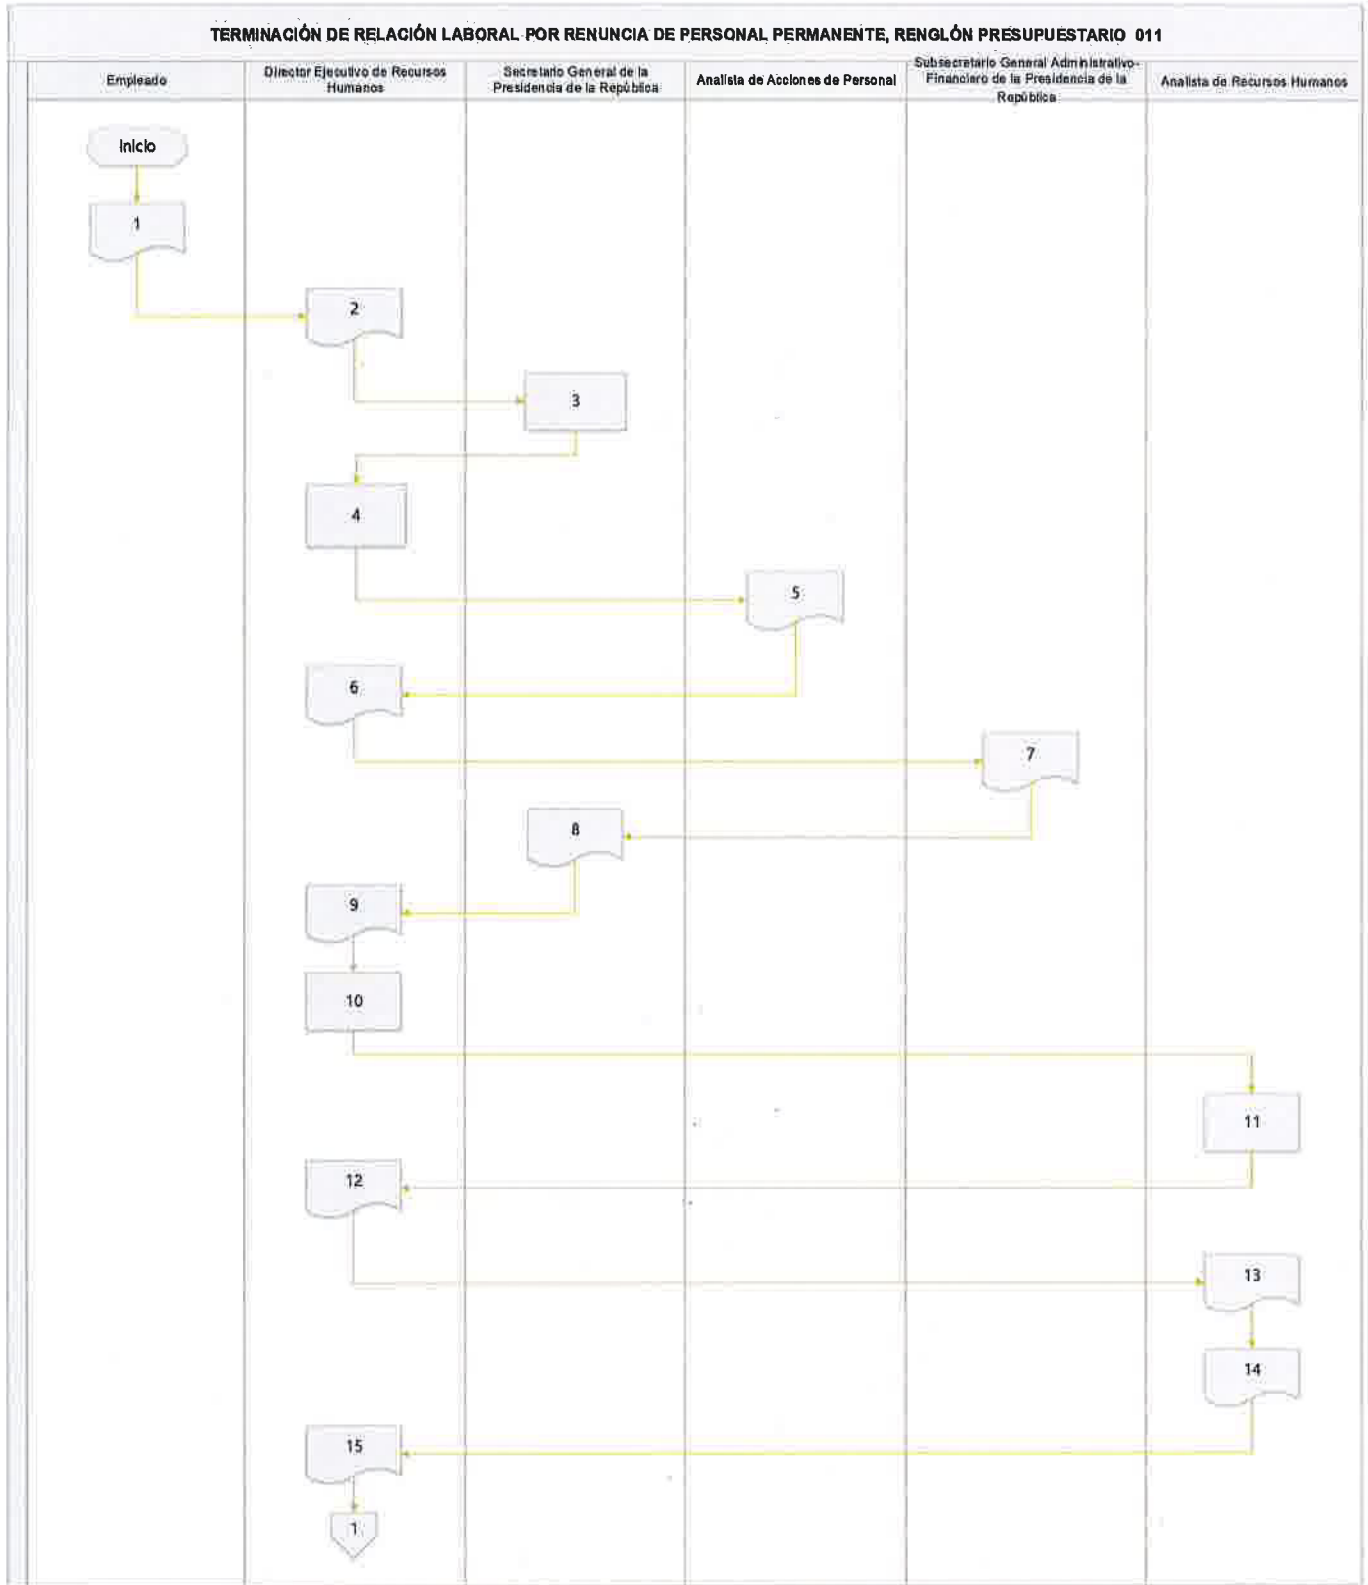 TERMINACIÓN DE RELACIÓN LABORAL POR RENUNCIA DE PERSONAL PERMANENTE, RENGLÓN PRESUPUESTARIO 011
Empleado
Director Ejecutivo de Recursos
Humanos
Secretario General de la
Presidencia de la República
Analista de Acciones de Personal
Subsecretario General Administrativo-
Financiero de la Presidencia de la
República
Analista de Recursos Humanos
Inicio
1
2
3
4
5
6
7
8
9
10
11
12
13
14
15
1